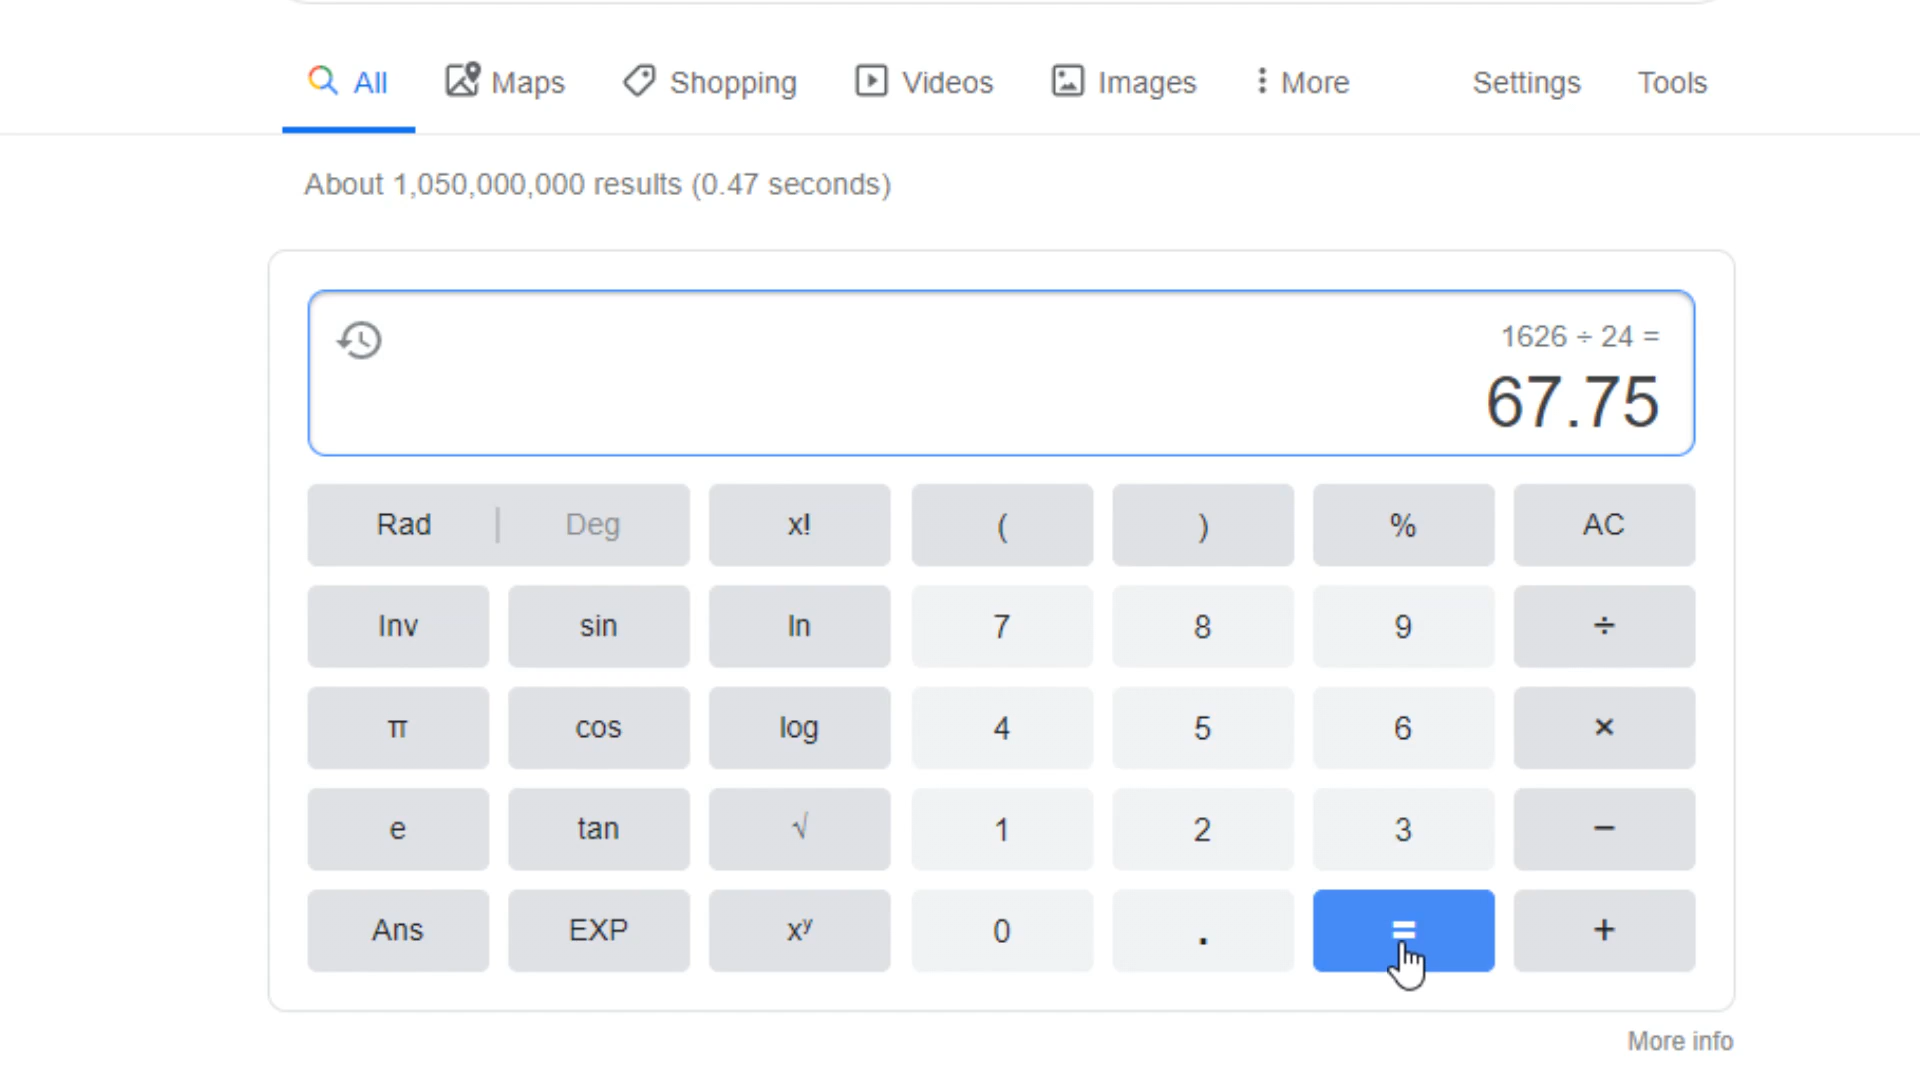 All Maps Shopping Videos Images More Settings Tools
About 1,050,000,000 results (0.47 seconds)
1626 ÷ 24 =
67.75
Rad | Deg x! ( ) % AC
Inv sin ln 7 8 9 ÷
π cos log 4 5 6 ×
e tan √ 1 2 3 −
Ans EXP xʸ 0 . = +
More info